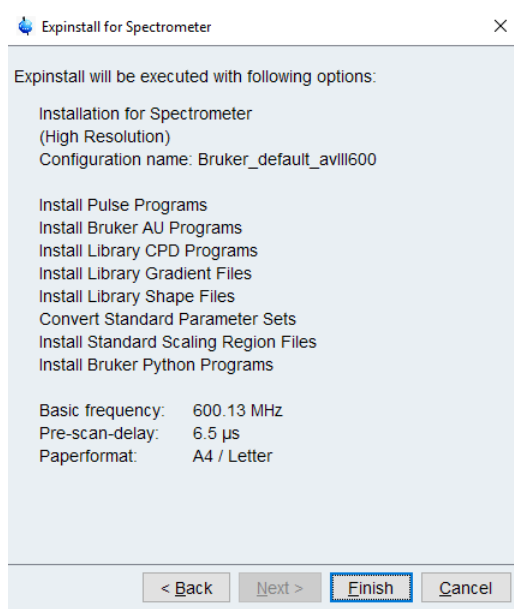 Expinstall for Spectrometer
Expinstall will be executed with following options:
Installation for Spectrometer
(High Resolution)
Configuration name: Bruker_default_avIII600
Install Pulse Programs
Install Bruker AU Programs
Install Library CPD Programs
Install Library Gradient Files
Install Library Shape Files
Convert Standard Parameter Sets
Install Standard Scaling Region Files
Install Bruker Python Programs
Basic frequency: 600.13 MHz
Pre-scan-delay: 6.5 µs
Paperformat: A4 / Letter
< Back Next > Finish Cancel